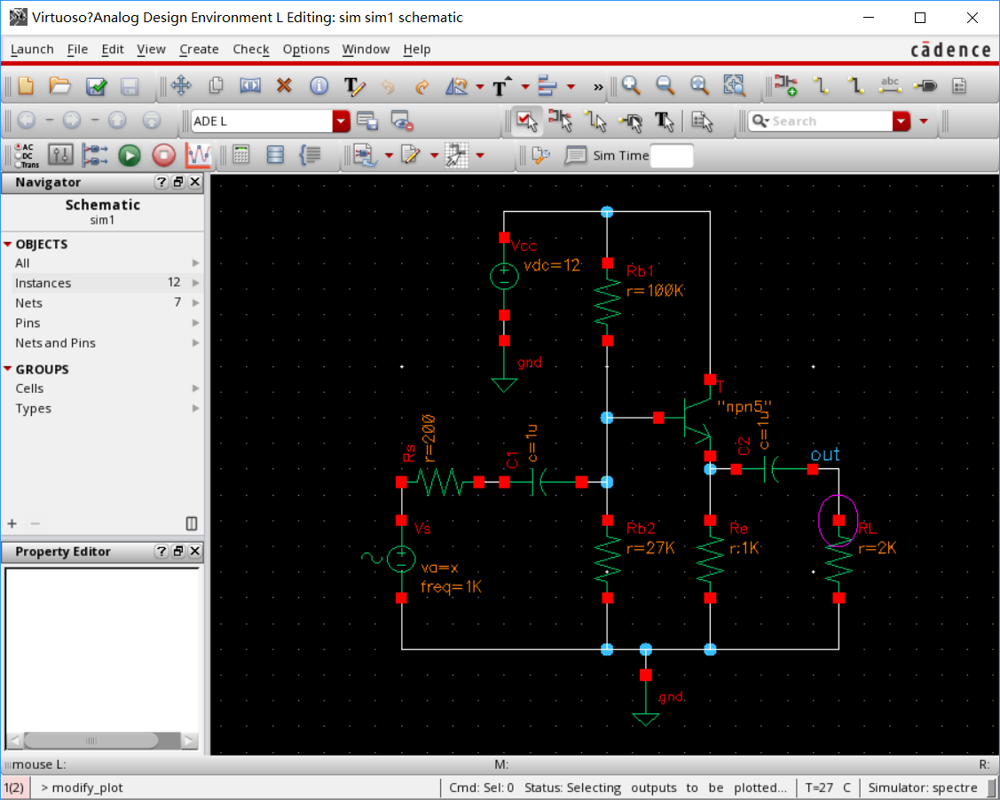 Virtuoso?Analog Design Environment L Editing: sim sim1 schematic
Launch File Edit View Create Check Options Window Help
cādence
T T » abc
ADE L
T
Search
AC
DC
Trans
Sim Time
Navigator ?
Schematic
sim1
OBJECTS
All
Instances 12
Nets 7
Pins
Nets and Pins
GROUPS
Cells
Types
Property Editor ?
Vcc
vdc=12
gnd
Rb1
r=100K
T
"npn5"
Rs
r=200
C1
c=1u
C2
c=1u
out
Vs
va=x
freq=1K
Rb2
r=27K
Re
r:1K
RL
r=2K
gnd
mouse L: M: R:
1(2) > modify_plot Cmd: Sel: 0 Status: Selecting outputs to be plotted... T=27 C Simulator: spectre